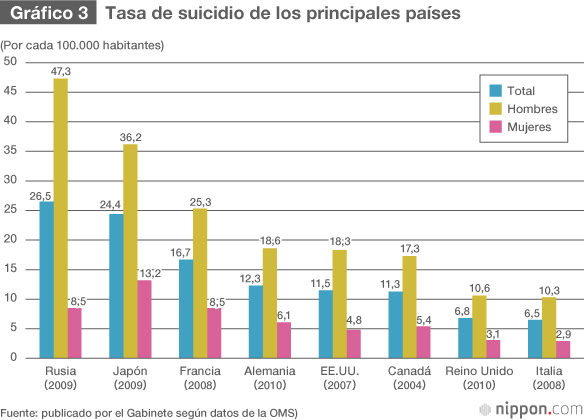 Gráfico 3 Tasa de suicidio de los principales países
(Por cada 100.000 habitantes)
50
45
40
35
30
25
20
15
10
5
0
Total
Hombres
Mujeres
26,5 47,3 8,5
24,4 36,2 13,2
16,7 25,3 8,5
12,3 18,6 6,1
11,5 18,3 4,8
11,3 17,3 5,4
6,8 10,6 3,1
6,5 10,3 2,9
Rusia Japón Francia Alemania EE.UU. Canadá Reino Unido Italia
(2009) (2009) (2008) (2010) (2007) (2004) (2010) (2008)
Fuente: publicado por el Gabinete según datos de la OMS)
nippon.com